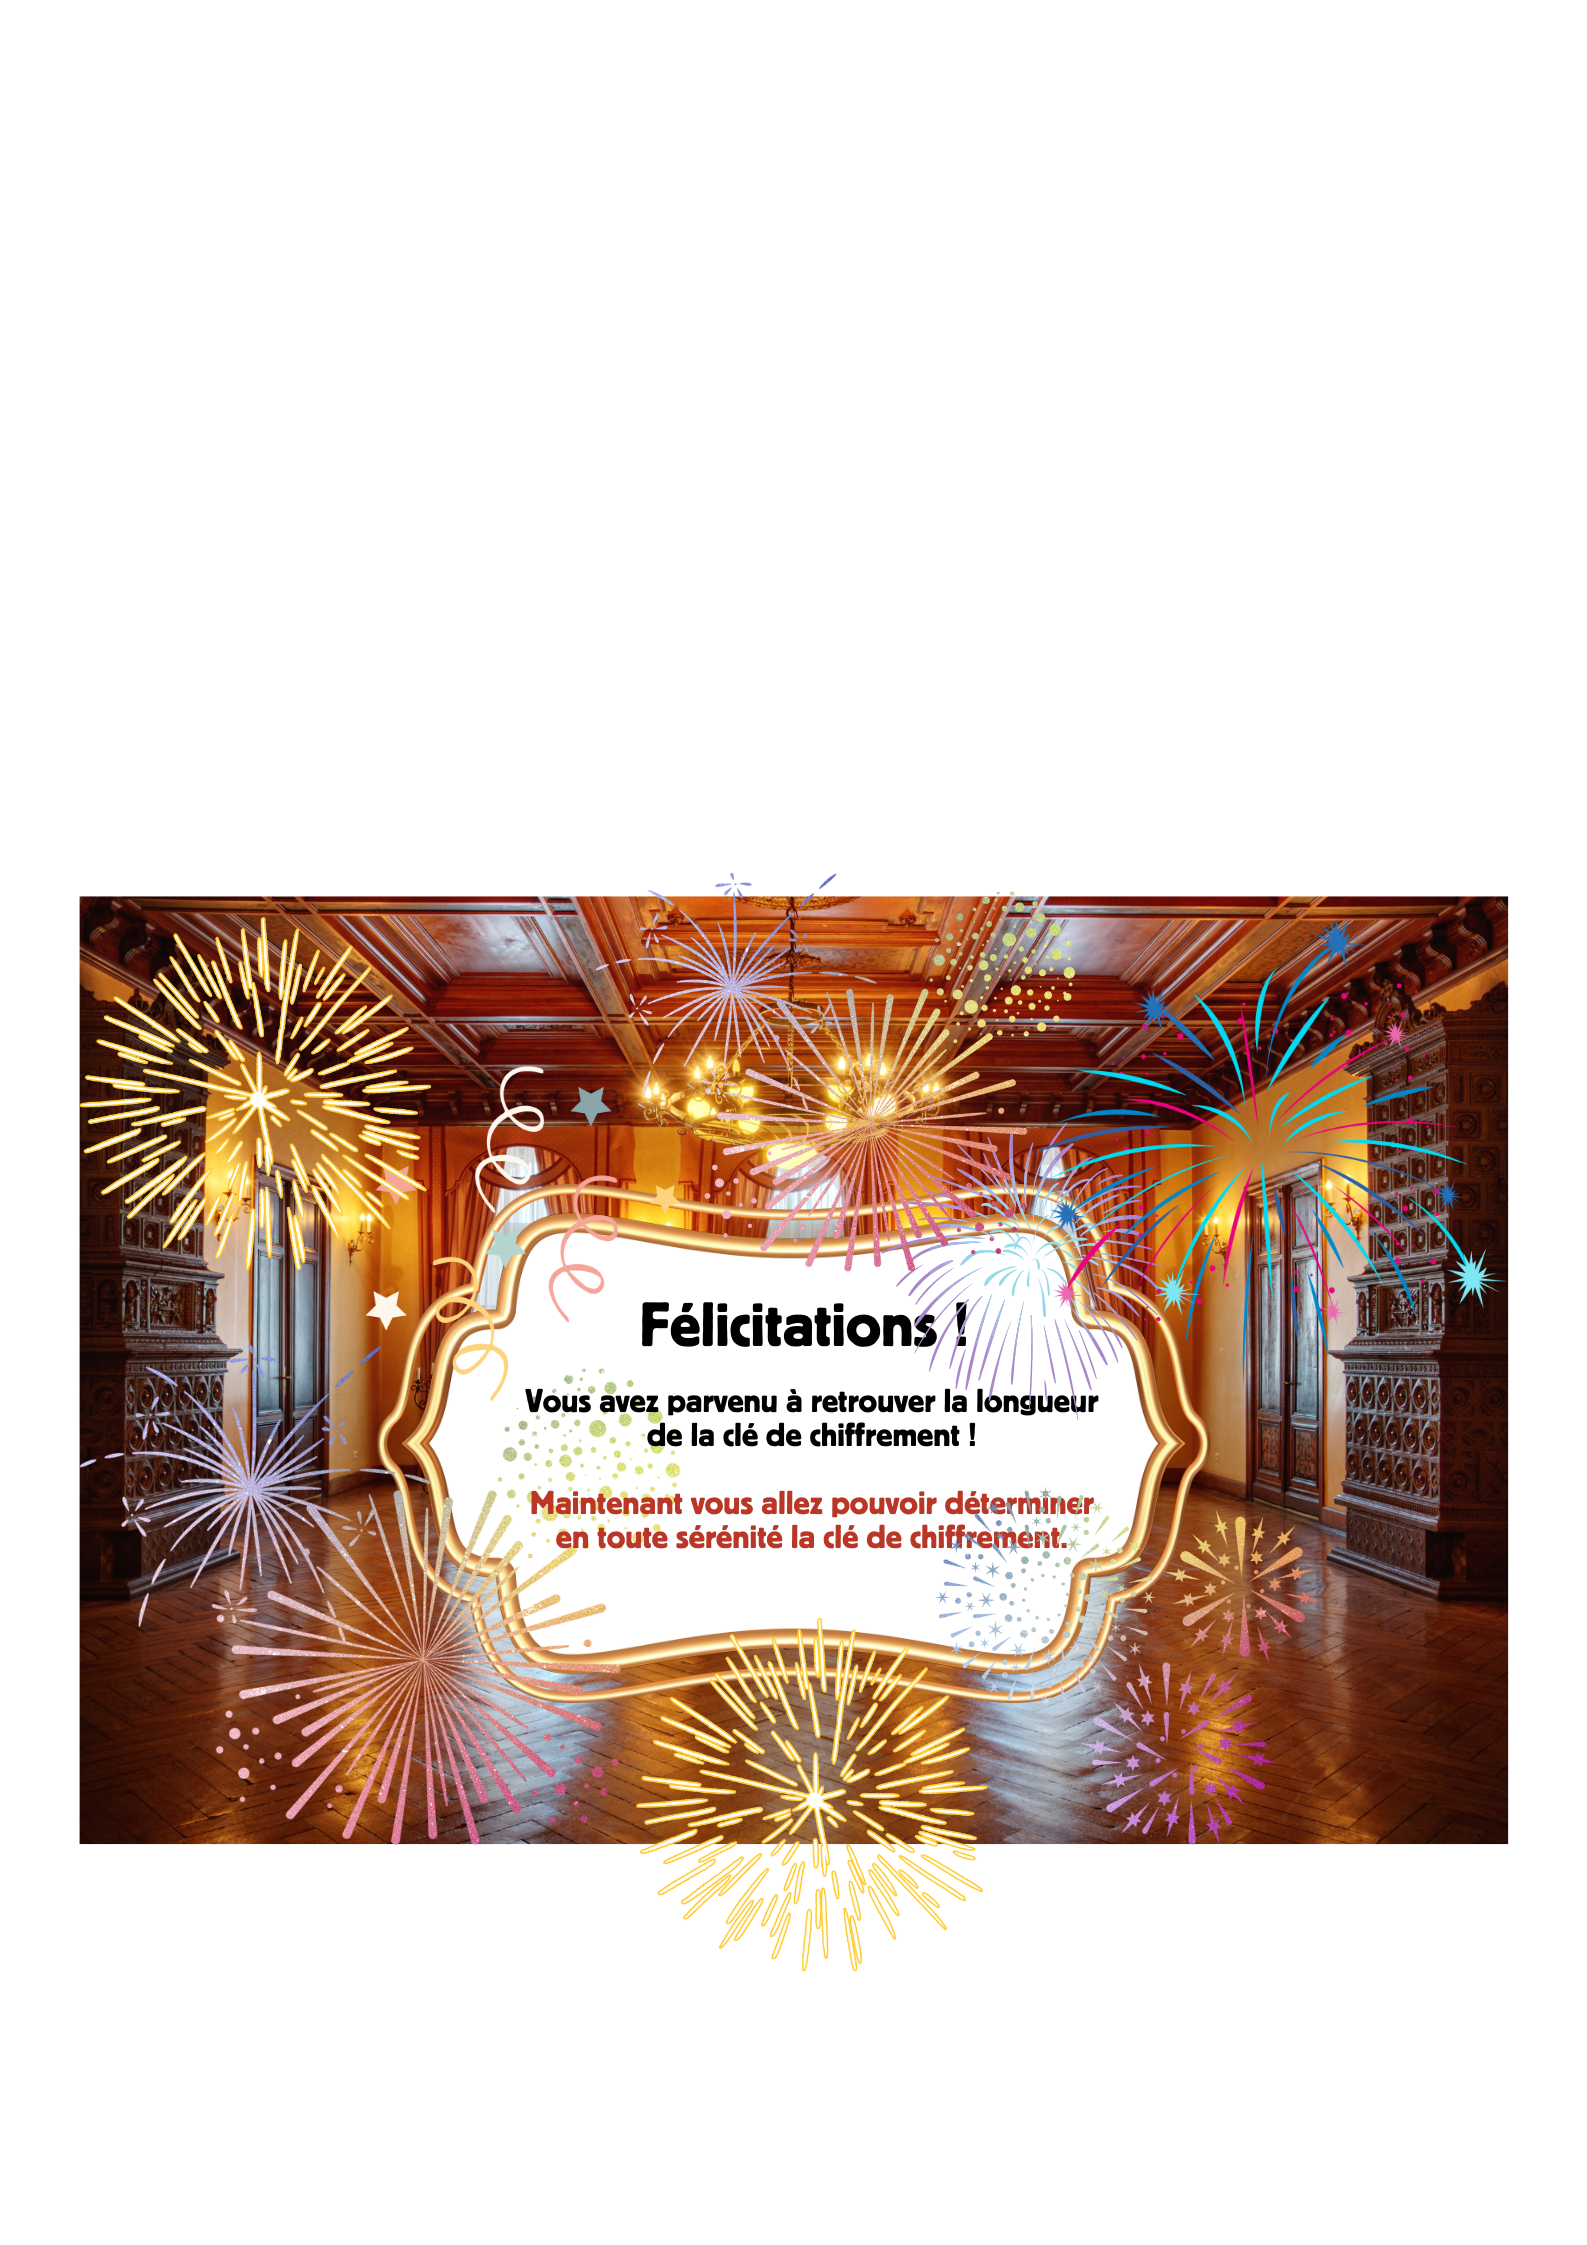 Félicitations !
Vous avez parvenu à retrouver la longueur
de la clé de chiffrement !
Maintenant vous allez pouvoir déterminer
en toute sérénité la clé de chiffrement.